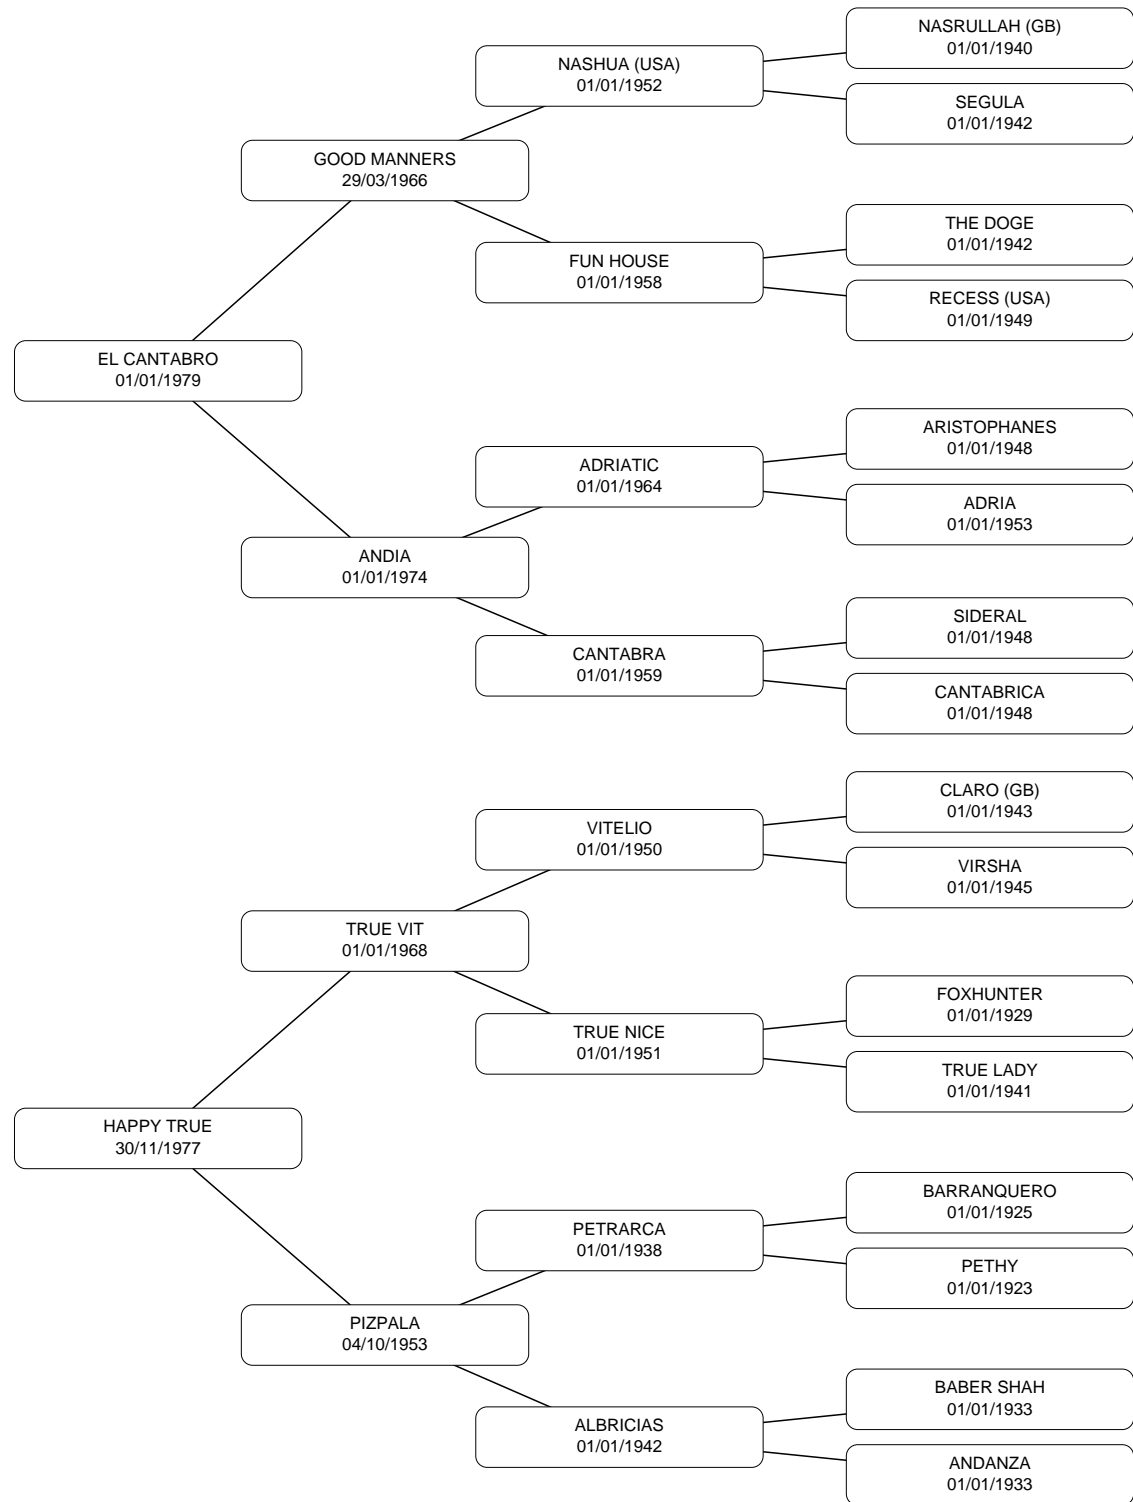 NASRULLAH (GB)
01/01/1940
NASHUA (USA)
01/01/1952
SEGULA
01/01/1942
GOOD MANNERS
29/03/1966
THE DOGE
01/01/1942
FUN HOUSE
01/01/1958
RECESS (USA)
01/01/1949
EL CANTABRO
01/01/1979
ARISTOPHANES
01/01/1948
ADRIATIC
01/01/1964
ADRIA
01/01/1953
ANDIA
01/01/1974
SIDERAL
01/01/1948
CANTABRA
01/01/1959
CANTABRICA
01/01/1948
CLARO (GB)
01/01/1943
VITELIO
01/01/1950
VIRSHA
01/01/1945
TRUE VIT
01/01/1968
FOXHUNTER
01/01/1929
TRUE NICE
01/01/1951
TRUE LADY
01/01/1941
HAPPY TRUE
30/11/1977
BARRANQUERO
01/01/1925
PETRARCA
01/01/1938
PETHY
01/01/1923
PIZPALA
04/10/1953
BABER SHAH
01/01/1933
ALBRICIAS
01/01/1942
ANDANZA
01/01/1933